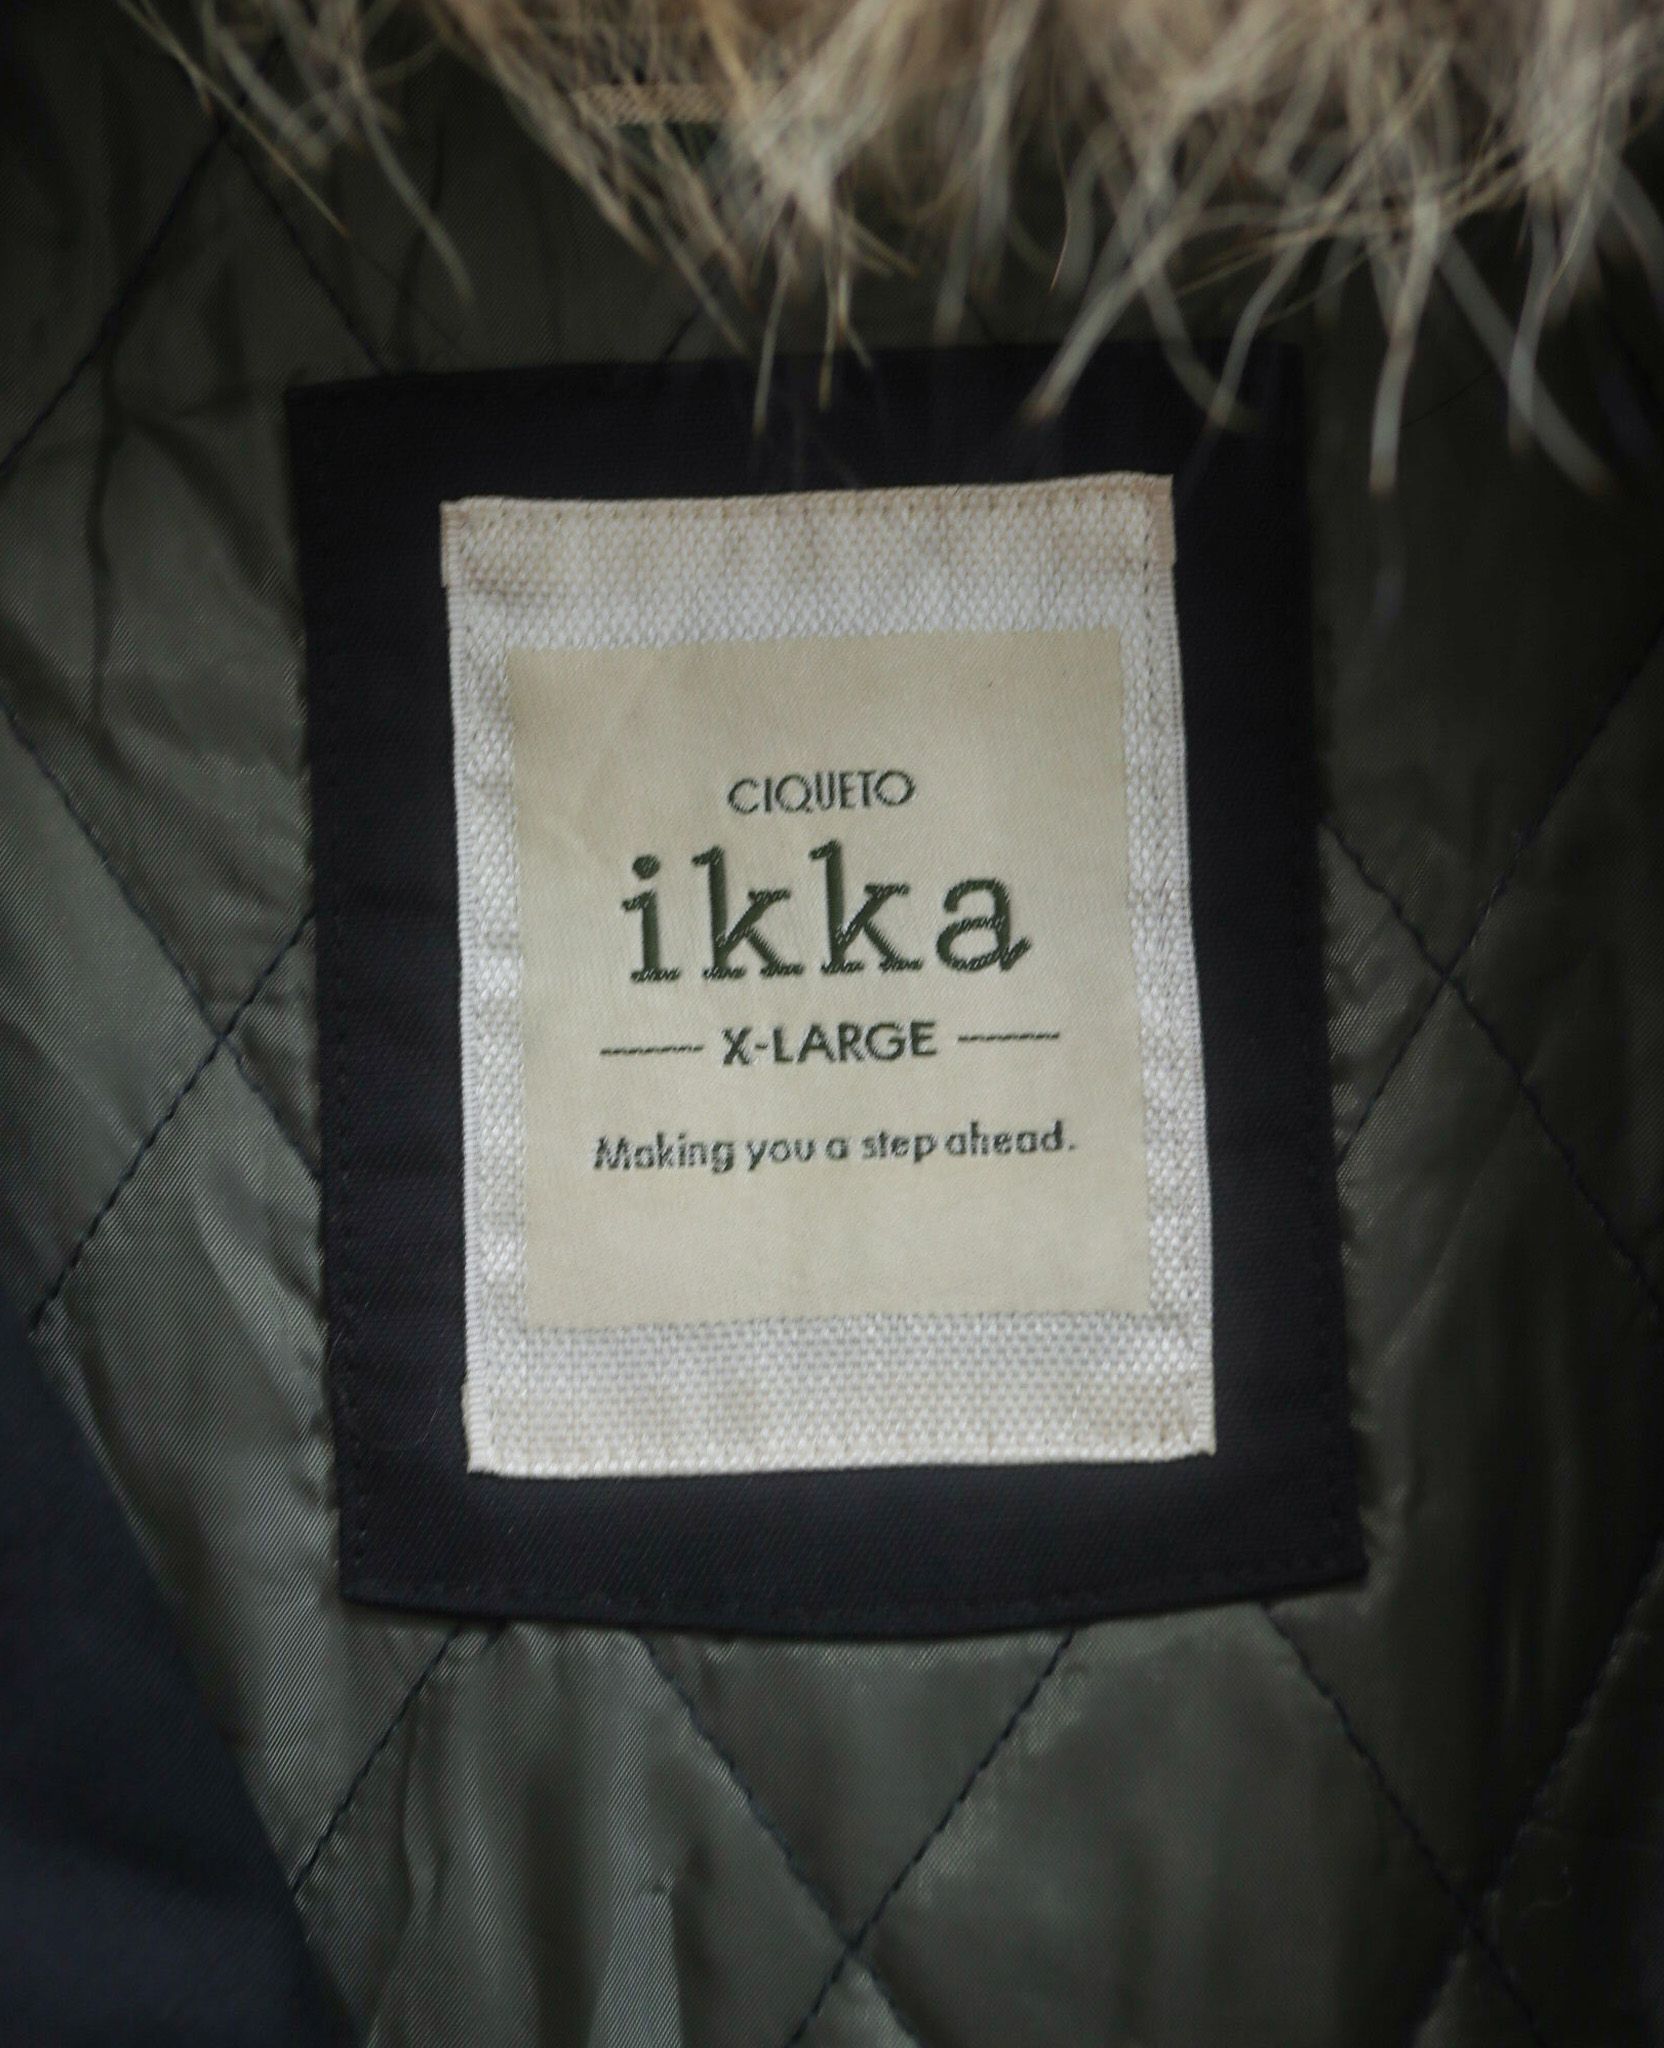 CIQUETO
ikka
X-LARGE
Making you a step ahead.